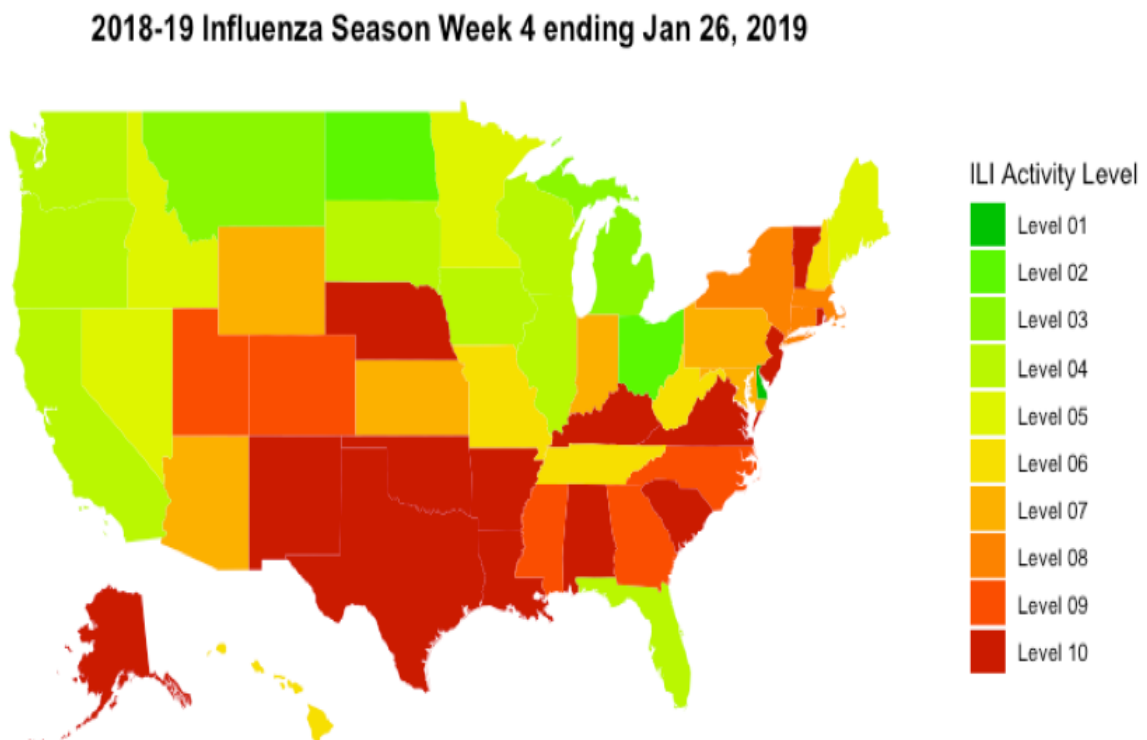 2018-19 Influenza Season Week 4 ending Jan 26, 2019
ILI Activity Level
Level 01
Level 02
Level 03
Level 04
Level 05
Level 06
Level 07
Level 08
Level 09
Level 10